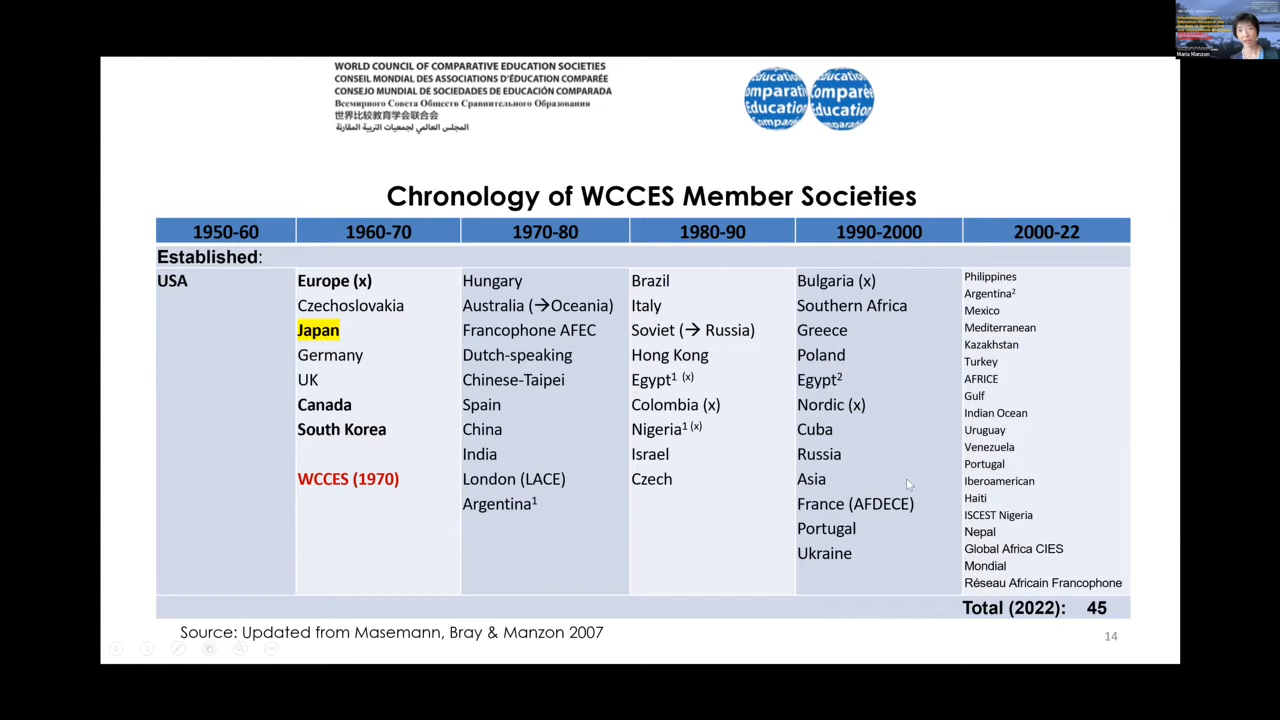 WORLD COUNCIL OF COMPARATIVE EDUCATION SOCIETIES
CONSEIL MONDIAL DES ASSOCIATIONS D'ÉDUCATION COMPARÉE
CONSEJO MUNDIAL DE SOCIEDADES DE EDUCACIÓN COMPARADA
Всемирного Совета Обществ Сравнительного Образования
世界比较教育学会联合会
المجلس العالمي لجمعيات التربية المقارنة
Maria Manzon
Chronology of WCCES Member Societies
1950-60 1960-70 1970-80 1980-90 1990-2000 2000-22
Established:
USA
Europe (x)
Czechoslovakia
Japan
Germany
UK
Canada
South Korea
WCCES (1970)
Hungary
Australia (→Oceania)
Francophone AFEC
Dutch-speaking
Chinese-Taipei
Spain
China
India
London (LACE)
Argentina¹
Brazil
Italy
Soviet (→ Russia)
Hong Kong
Egypt¹ ⁽ˣ⁾
Colombia (x)
Nigeria¹ ⁽ˣ⁾
Israel
Czech
Bulgaria (x)
Southern Africa
Greece
Poland
Egypt²
Nordic (x)
Cuba
Russia
Asia
France (AFDECE)
Portugal
Ukraine
Philippines
Argentina²
Mexico
Mediterranean
Kazakhstan
Turkey
AFRICE
Gulf
Indian Ocean
Uruguay
Venezuela
Portugal
Iberoamerican
Haiti
ISCEST Nigeria
Nepal
Global Africa CIES
Mondial
Réseau Africain Francophone
Total (2022): 45
Source: Updated from Masemann, Bray & Manzon 2007
14